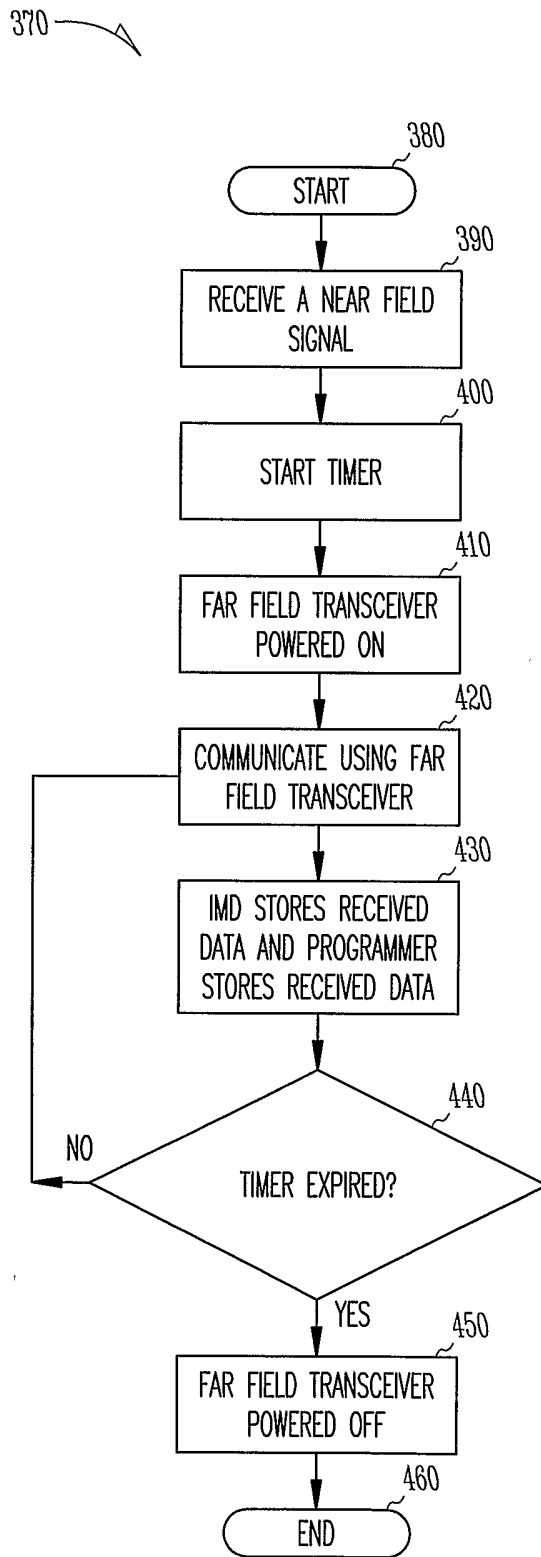 370
380
START
390
RECEIVE A NEAR FIELD
SIGNAL
400
START TIMER
410
FAR FIELD TRANSCEIVER
POWERED ON
420
COMMUNICATE USING FAR
FIELD TRANSCEIVER
430
IMD STORES RECEIVED
DATA AND PROGRAMMER
STORES RECEIVED DATA
440
NO
TIMER EXPIRED?
YES
450
FAR FIELD TRANSCEIVER
POWERED OFF
460
END